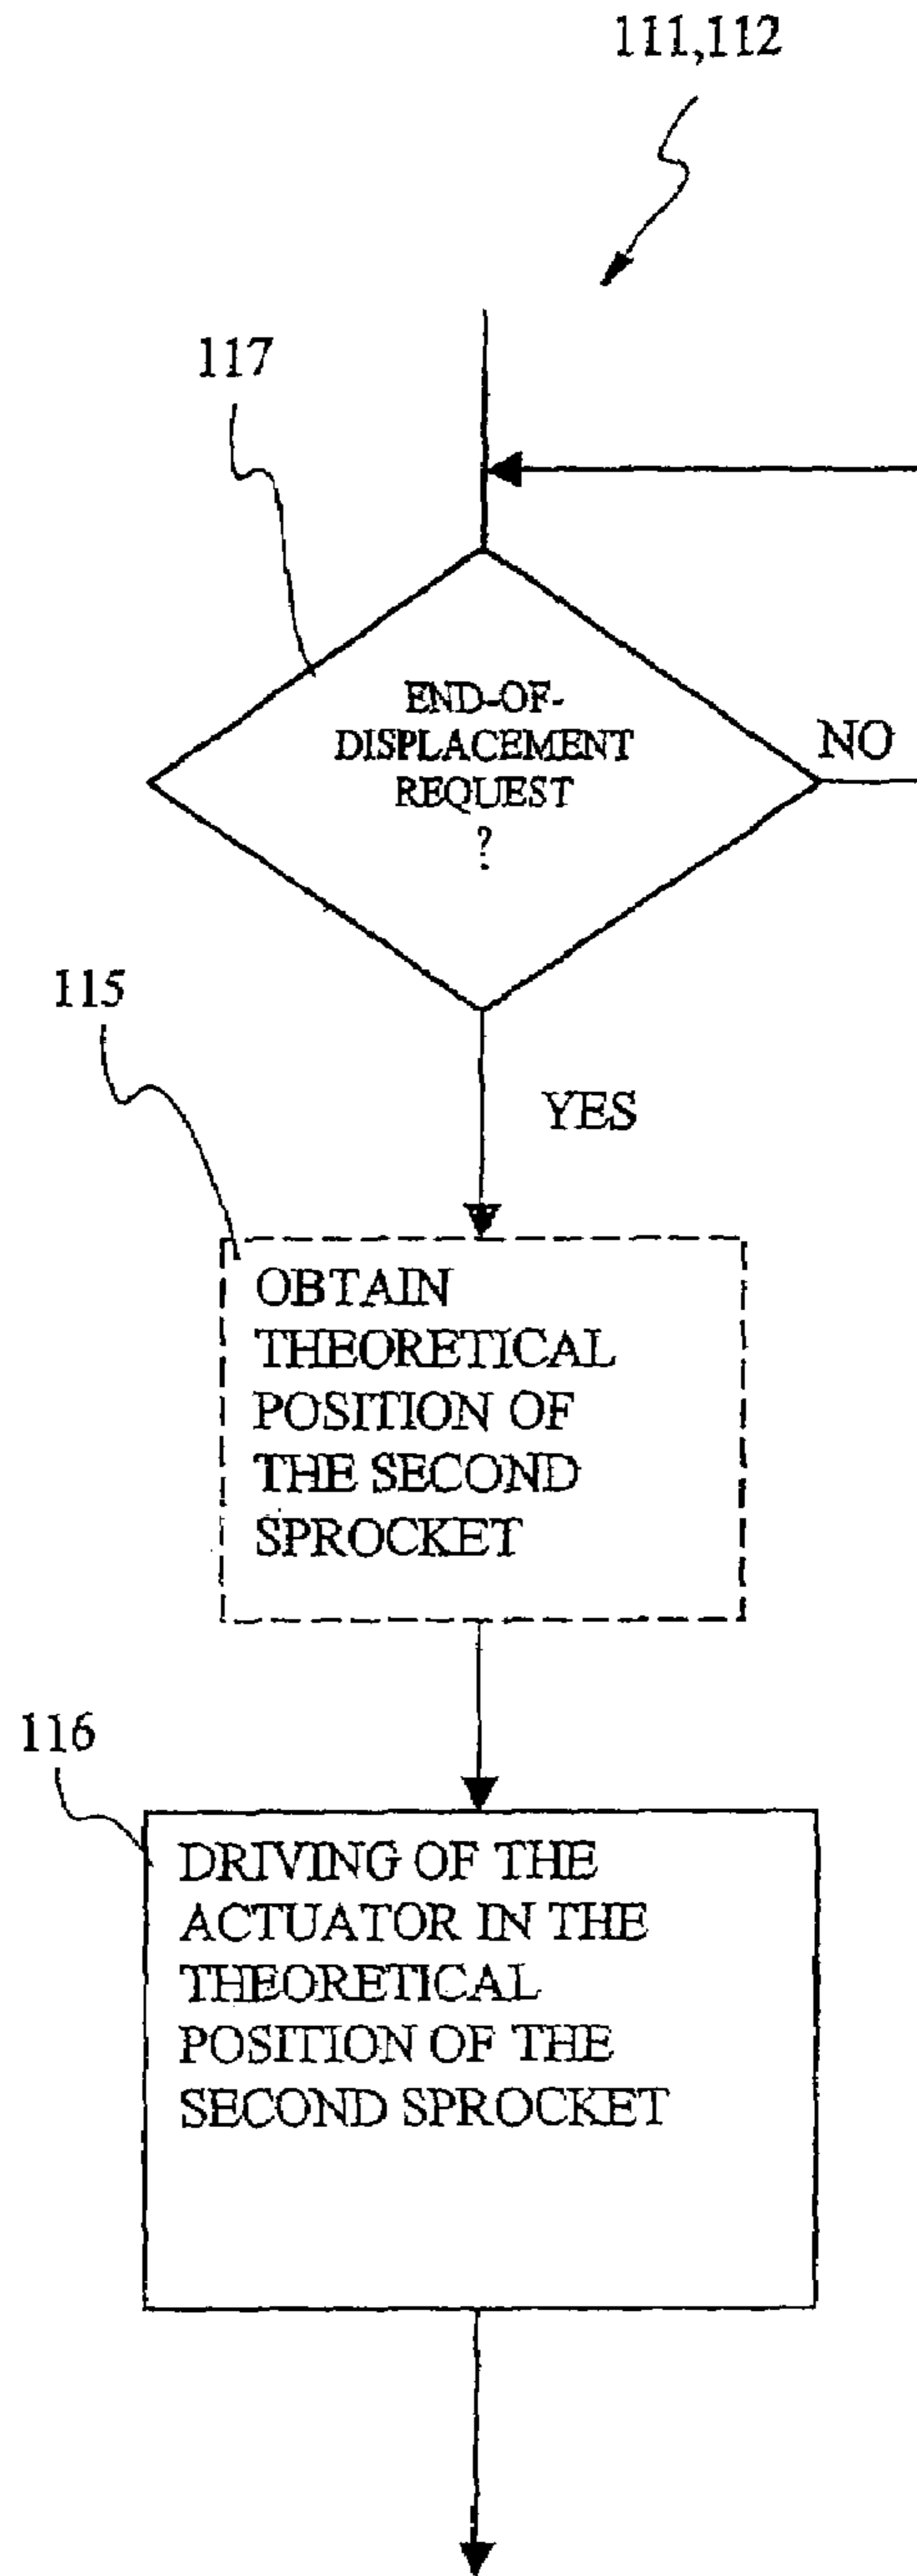 111,112
117
END-OF-
DISPLACEMENT
REQUEST
?
NO
115
YES
OBTAIN
THEORETICAL
POSITION OF
THE SECOND
SPROCKET
116
DRIVING OF THE
ACTUATOR IN THE
THEORETICAL
POSITION OF THE
SECOND SPROCKET